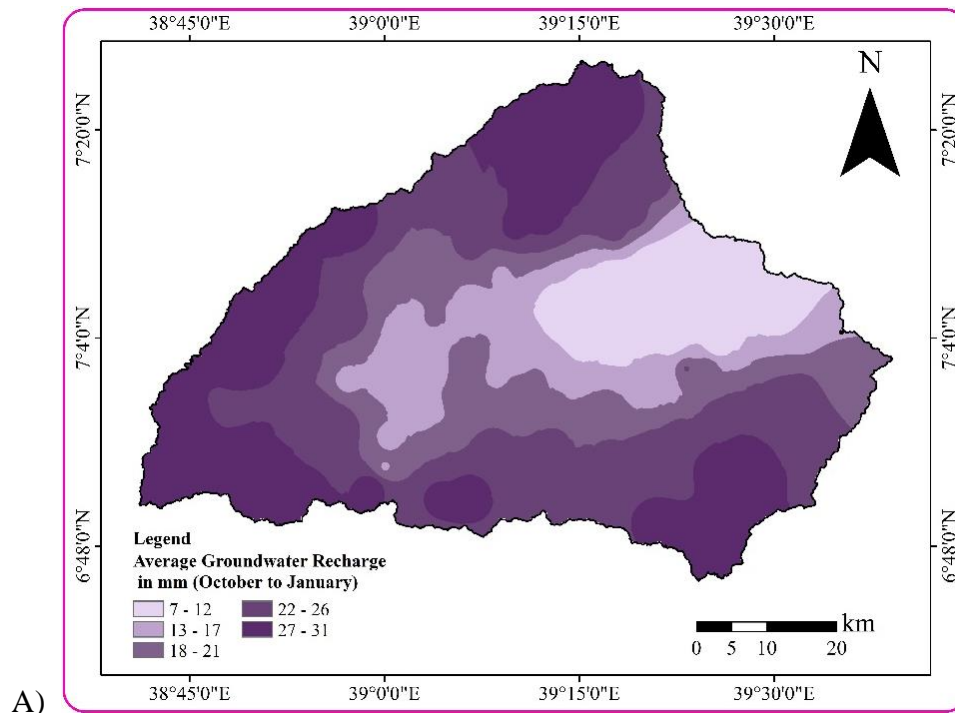 38°45'0"E 39°0'0"E 39°15'0"E 39°30'0"E
N
7°20'0"N 7°20'0"N
7°4'0"N 7°4'0"N
6°48'0"N 6°48'0"N
Legend
Average Groundwater Recharge
in mm (October to January)
7 - 12 22 - 26
13 - 17 27 - 31
18 - 21
km
0 5 10 20
38°45'0"E 39°0'0"E 39°15'0"E 39°30'0"E
A)